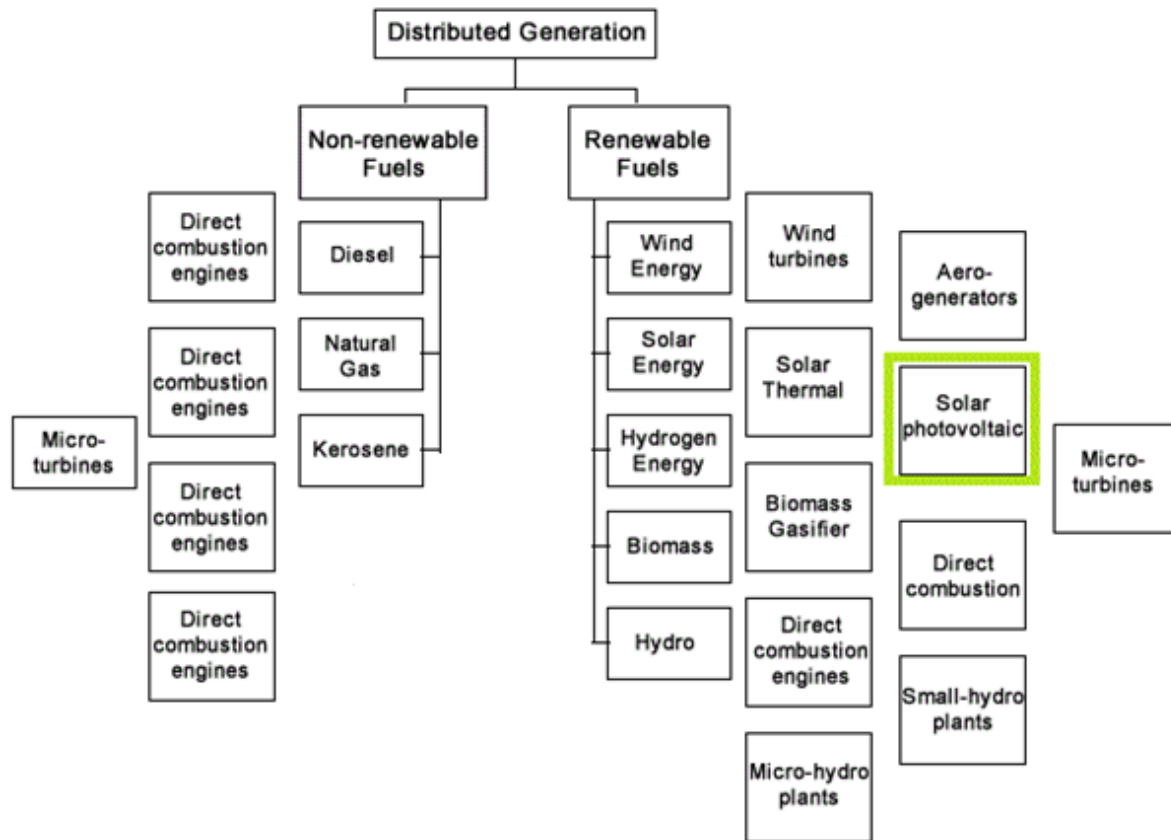 Distributed Generation
Non-renewable
Fuels
Renewable
Fuels
Direct
combustion
engines
Diesel
Wind
Energy
Wind
turbines
Aero-
generators
Direct
combustion
engines
Natural
Gas
Solar
Energy
Solar
Thermal
Solar
photovoltaic
Micro-
turbines
Kerosene
Hydrogen
Energy
Micro-
turbines
Direct
combustion
engines
Biomass
Biomass
Gasifier
Direct
combustion
Direct
combustion
engines
Hydro
Direct
combustion
engines
Small-hydro
plants
Micro-hydro
plants